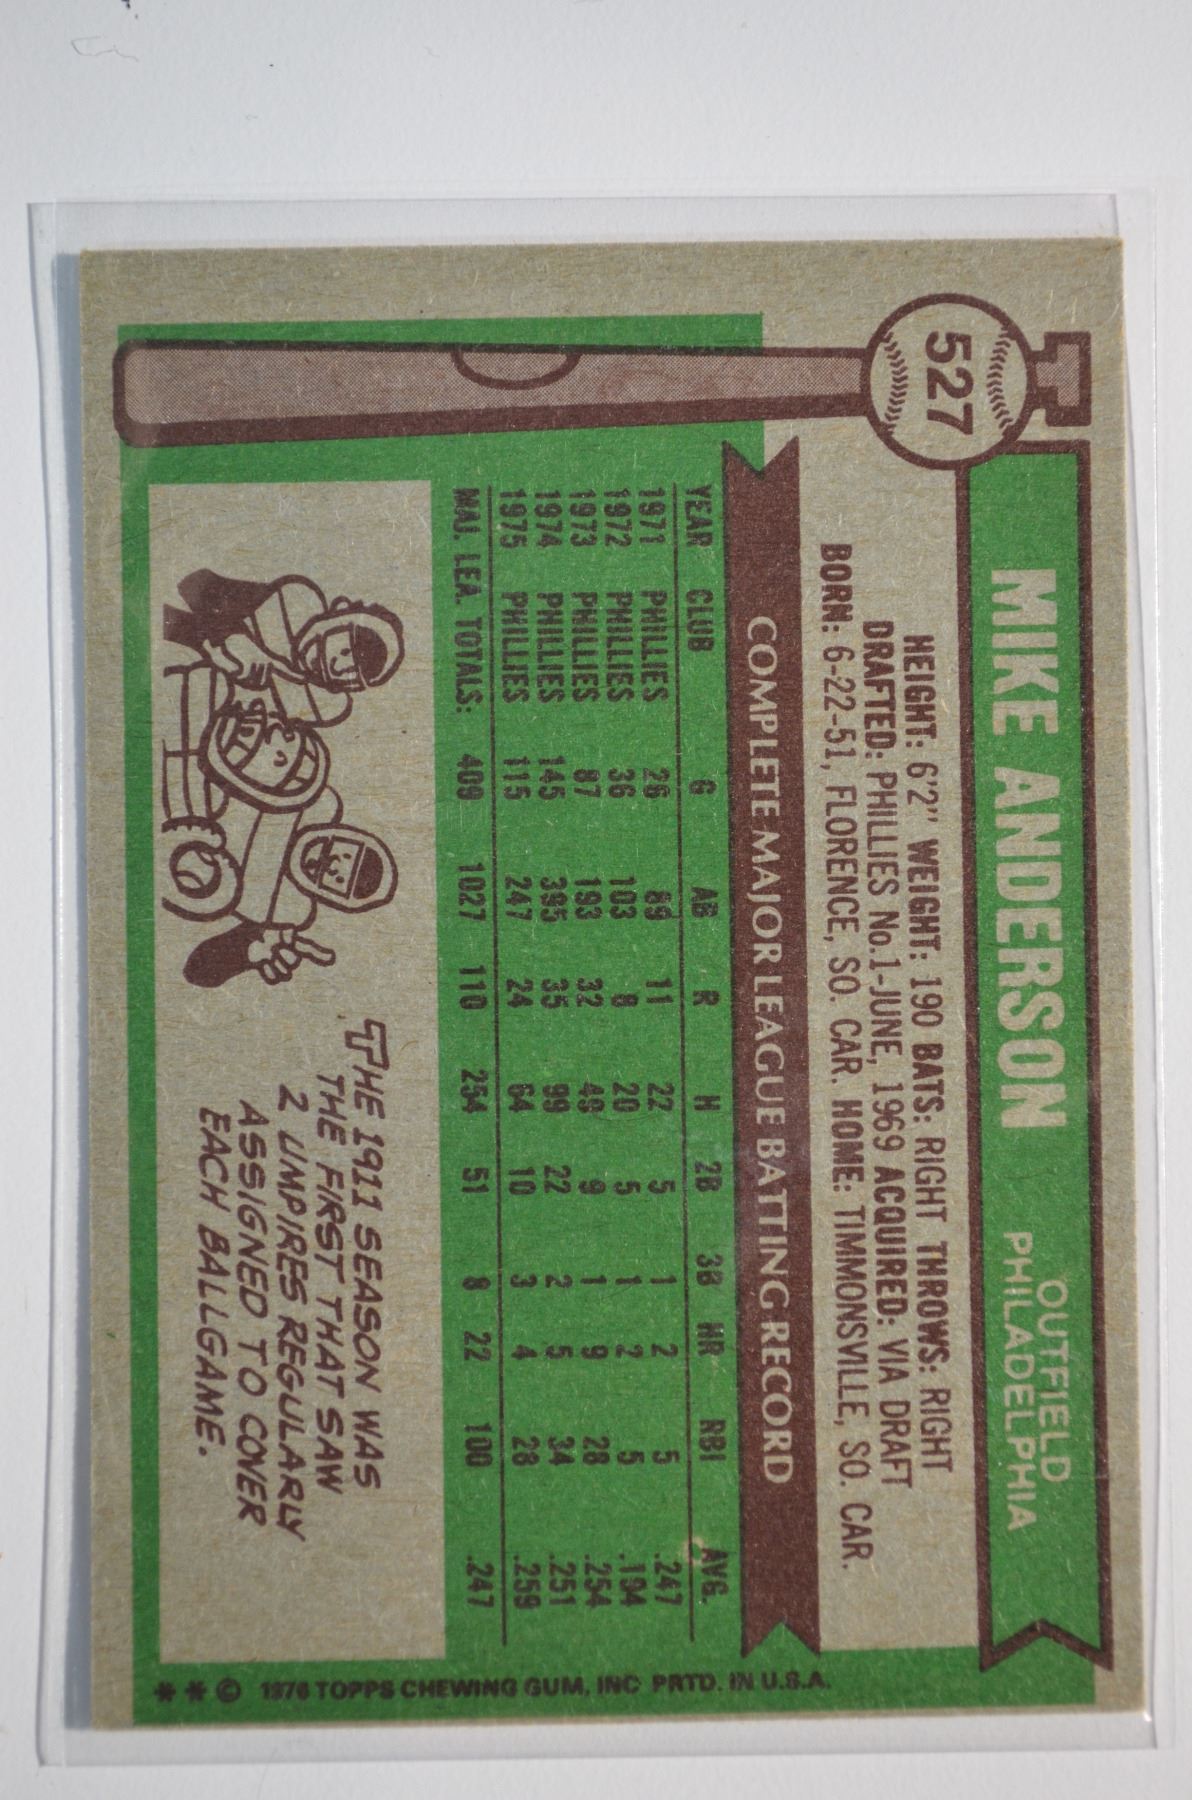 527
MIKE ANDERSON
OUTFIELD
PHILADELPHIA
HEIGHT: 6'2" WEIGHT: 190 BATS: RIGHT THROWS: RIGHT
DRAFTED: PHILLIES No.1-JUNE, 1969 ACQUIRED: VIA DRAFT
BORN: 6-22-51, FLORENCE, SO. CAR. HOME: TIMMONSVILLE, SO. CAR.
COMPLETE MAJOR LEAGUE BATTING RECORD
YEAR CLUB G AB R H 2B 3B HR RBI AVG.
1971 PHILLIES 26 89 11 22 5 1 2 5 .247
1972 PHILLIES 36 103 8 20 5 1 2 5 .194
1973 PHILLIES 87 193 32 49 9 1 9 28 .254
1974 PHILLIES 145 395 35 99 22 2 5 34 .251
1975 PHILLIES 115 247 24 64 10 3 4 28 .259
MAJ. LEA. TOTALS: 409 1027 110 254 51 8 22 100 .247
THE 1911 SEASON WAS
THE FIRST THAT SAW
2 UMPIRES REGULARLY
ASSIGNED TO COVER
EACH BALLGAME.
** © 1976 TOPPS CHEWING GUM, INC PRTD. IN U.S.A.